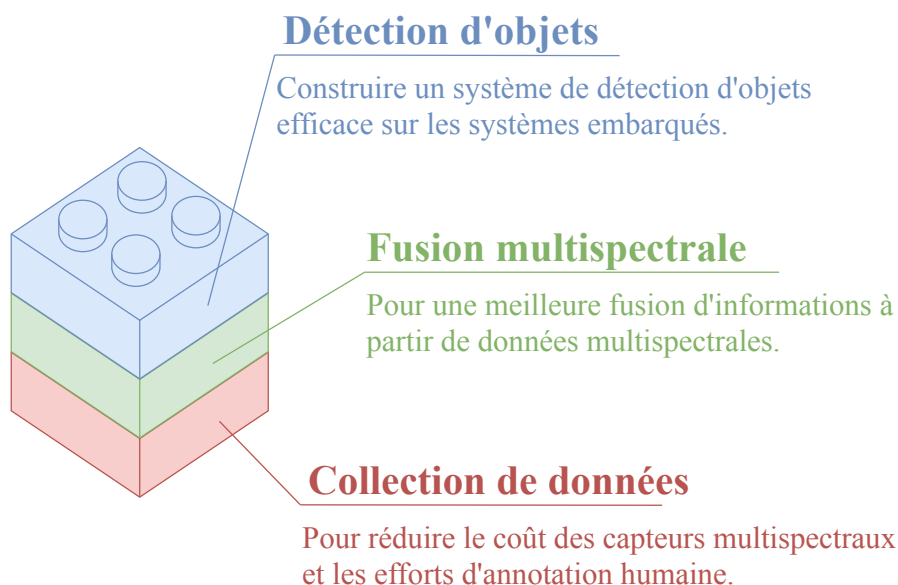 Détection d'objets
Construire un système de détection d'objets
efficace sur les systèmes embarqués.
Fusion multispectrale
Pour une meilleure fusion d'informations à
partir de données multispectrales.
Collection de données
Pour réduire le coût des capteurs multispectraux
et les efforts d'annotation humaine.